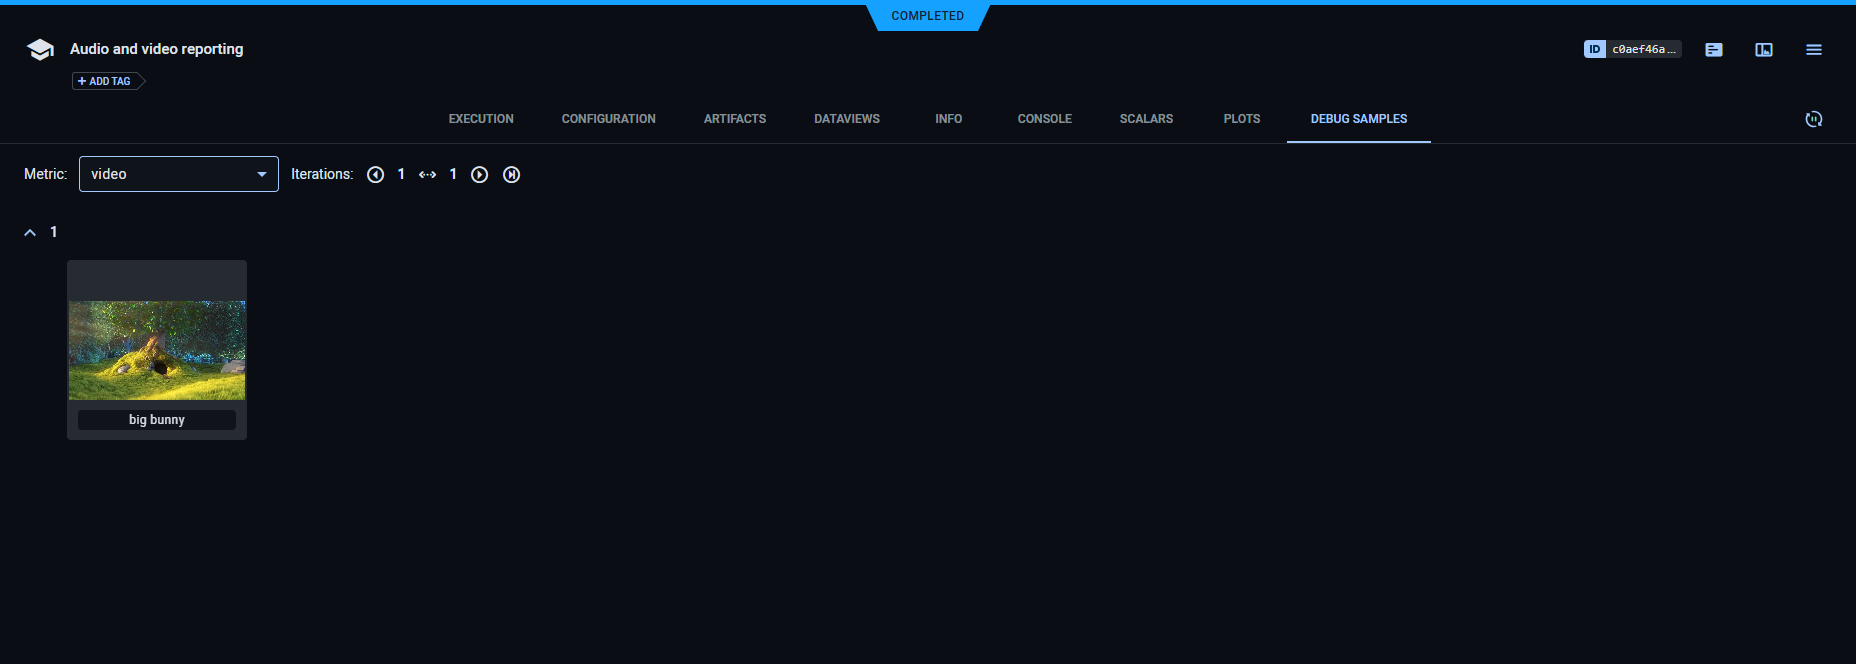 COMPLETED
Audio and video reporting
ID c0aef46a...
+ ADD TAG
EXECUTION CONFIGURATION ARTIFACTS DATAVIEWS INFO CONSOLE SCALARS PLOTS DEBUG SAMPLES
Metric: video Iterations: 1 1
1
big bunny